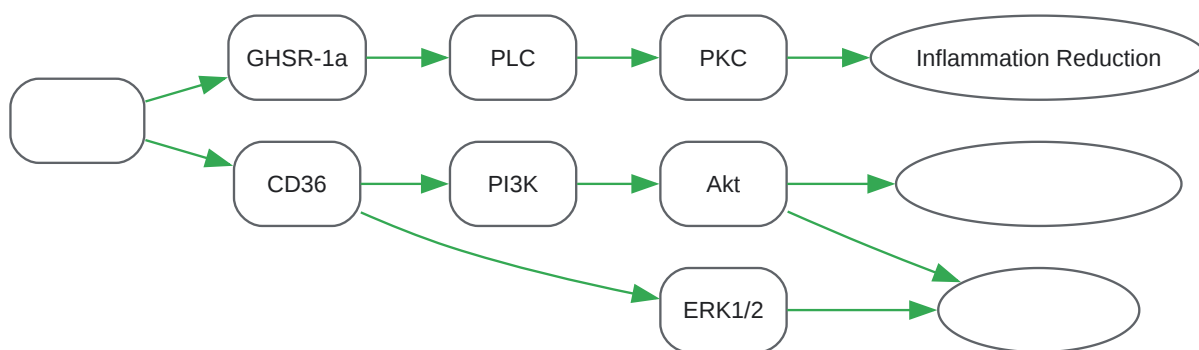 GHSR-1a
PLC
PKC
Inflammation Reduction
CD36
PI3K
Akt
ERK1/2